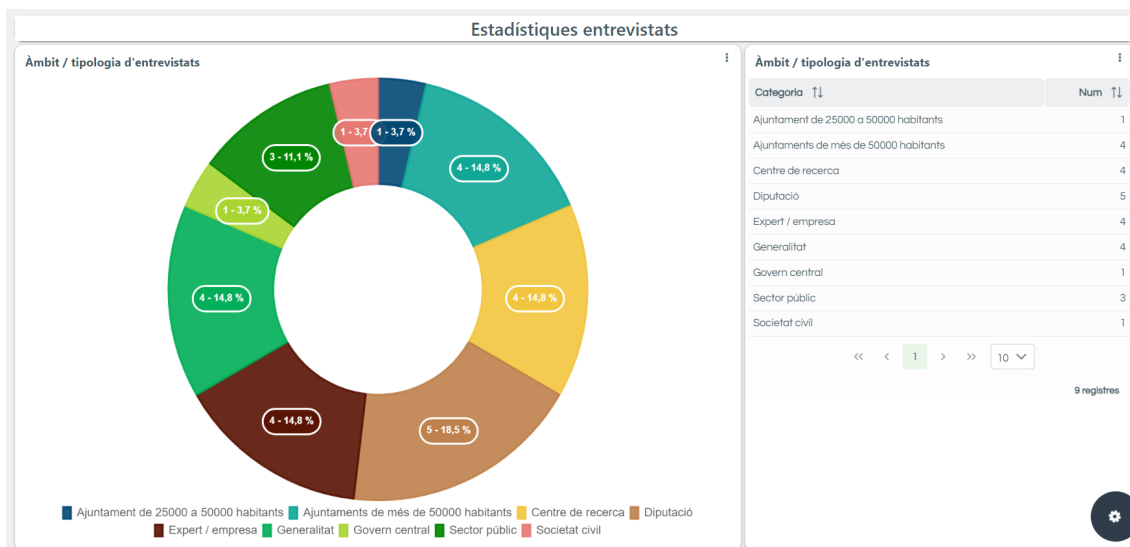 Estadístiques entrevistats
Àmbit / tipologia d'entrevistats
1 - 3,7
1 - 3,7 %
3 - 11,1 %
4 - 14,8 %
1 - 3,7 %
4 - 14,8 %
4 - 14,8 %
4 - 14,8 %
5 - 18,5 %
Ajuntament de 25000 a 50000 habitants Ajuntaments de més de 50000 habitants Centre de recerca Diputació
Expert / empresa Generalitat Govern central Sector públic Societat civil
Àmbit / tipologia d'entrevistats
Categoria Num
Ajuntament de 25000 a 50000 habitants 1
Ajuntaments de més de 50000 habitants 4
Centre de recerca 4
Diputació 5
Expert / empresa 4
Generalitat 4
Govern central 1
Sector públic 3
Societat civil 1
<< < 1 > >> 10
9 registres